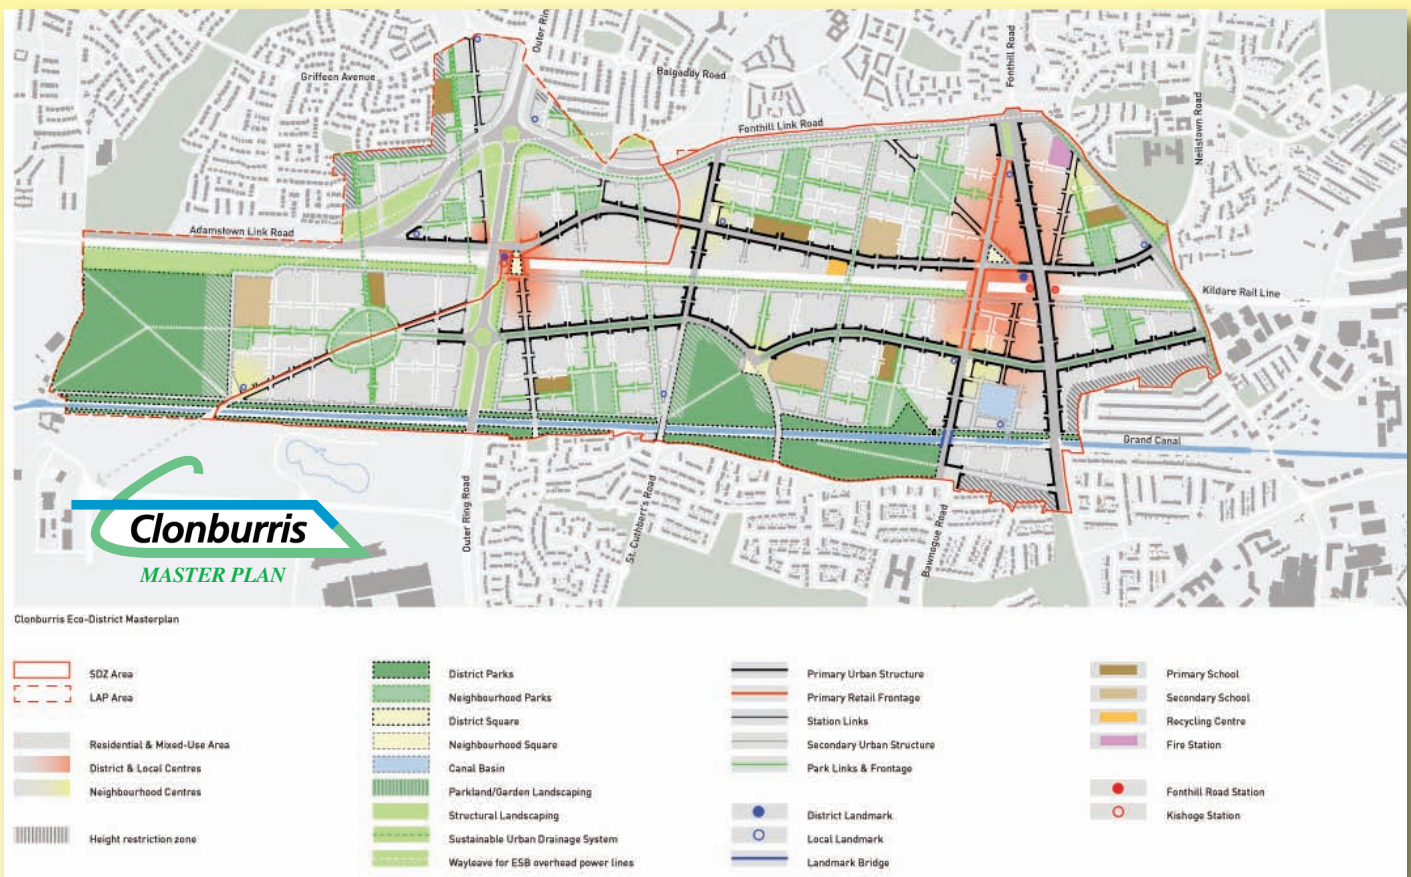 Outer Ring
Fonthill Road
Griffeen Avenue
Balgaddy Road
Fonthill Link Road
Neilstown Road
Adamstown Link Road
Kildare Rail Line
Grand Canal
Outer Ring Road
St. Cuthbert's Road
Bawnogue Road
Clonburris
MASTER PLAN
Clonburris Eco-District Masterplan
SDZ Area
LAP Area
Residential & Mixed-Use Area
District & Local Centres
Neighbourhood Centres
Height restriction zone
District Parks
Neighbourhood Parks
District Square
Neighbourhood Square
Canal Basin
Parkland/Garden Landscaping
Structural Landscaping
Sustainable Urban Drainage System
Wayleave for ESB overhead power lines
Primary Urban Structure
Primary Retail Frontage
Station Links
Secondary Urban Structure
Park Links & Frontage
District Landmark
Local Landmark
Landmark Bridge
Primary School
Secondary School
Recycling Centre
Fire Station
Fonthill Road Station
Kishoge Station